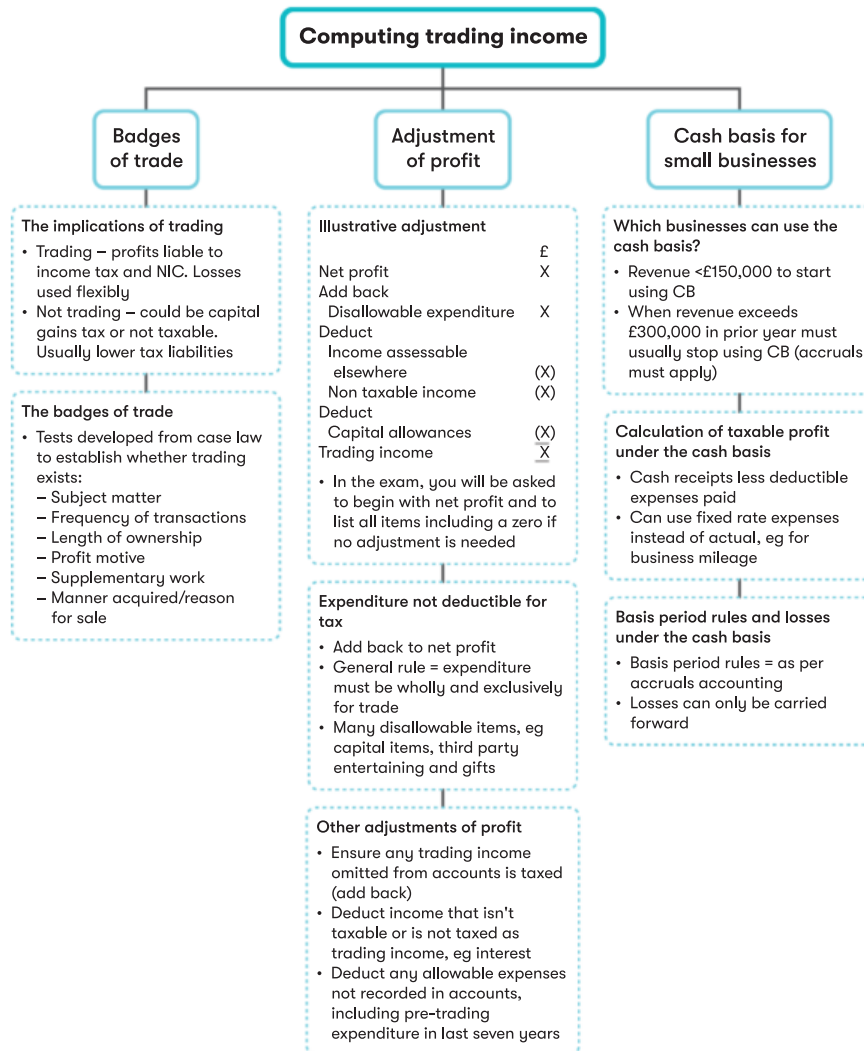 Computing trading income
Badges
of trade
The implications of trading
• Trading – profits liable to
income tax and NIC. Losses
used flexibly
• Not trading – could be capital
gains tax or not taxable.
Usually lower tax liabilities
The badges of trade
• Tests developed from case law
to establish whether trading
exists:
– Subject matter
– Frequency of transactions
– Length of ownership
– Profit motive
– Supplementary work
– Manner acquired/reason
for sale
Adjustment
of profit
Illustrative adjustment
£
Net profit X
Add back
Disallowable expenditure X
Deduct
Income assessable
elsewhere (X)
Non taxable income (X)
Deduct
Capital allowances (X)
Trading income X
• In the exam, you will be asked
to begin with net profit and to
list all items including a zero if
no adjustment is needed
Expenditure not deductible for
tax
• Add back to net profit
• General rule = expenditure
must be wholly and exclusively
for trade
• Many disallowable items, eg
capital items, third party
entertaining and gifts
Other adjustments of profit
• Ensure any trading income
omitted from accounts is taxed
(add back)
• Deduct income that isn't
taxable or is not taxed as
trading income, eg interest
• Deduct any allowable expenses
not recorded in accounts,
including pre-trading
expenditure in last seven years
Cash basis for
small businesses
Which businesses can use the
cash basis?
• Revenue <£150,000 to start
using CB
• When revenue exceeds
£300,000 in prior year must
usually stop using CB (accruals
must apply)
Calculation of taxable profit
under the cash basis
• Cash receipts less deductible
expenses paid
• Can use fixed rate expenses
instead of actual, eg for
business mileage
Basis period rules and losses
under the cash basis
• Basis period rules = as per
accruals accounting
• Losses can only be carried
forward